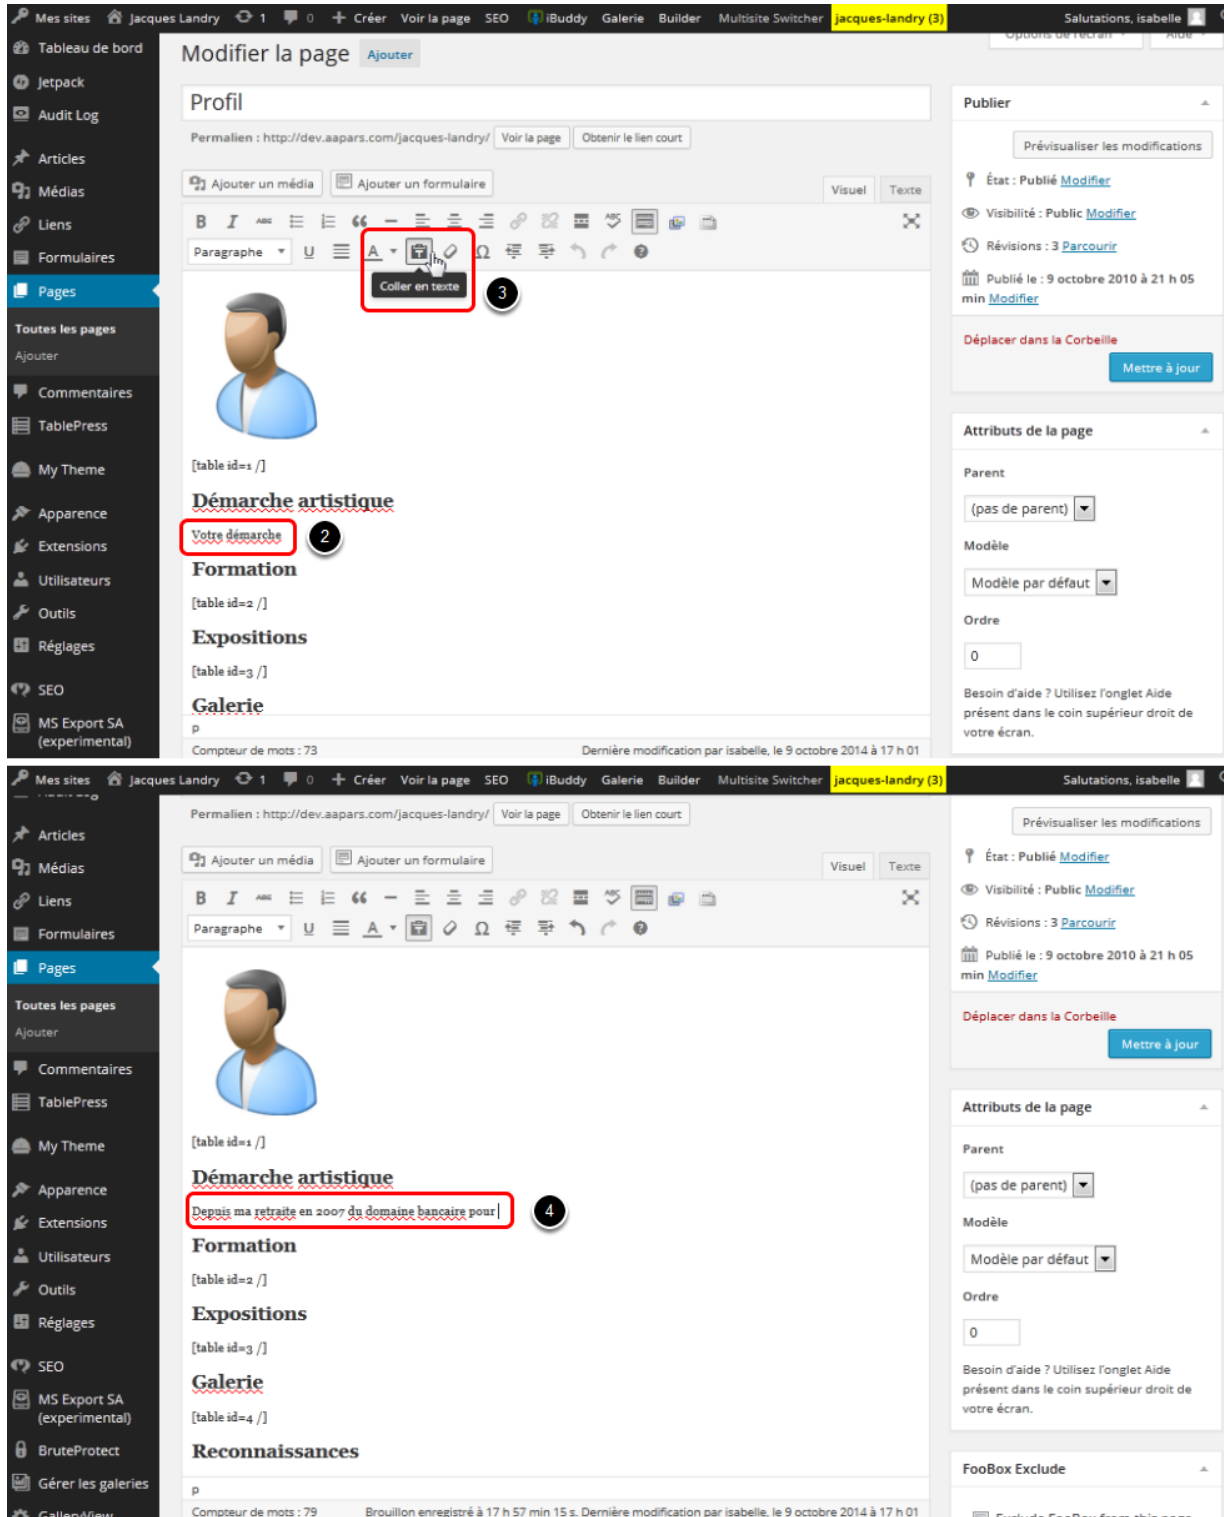 Mes sites Jacques Landry 1 0 + Créer Voir la page SEO iBuddy Galerie Builder Multisite Switcher jacques-landry (3) Salutations, isabelle
Tableau de bord
Jetpack
Audit Log
Articles
Médias
Liens
Formulaires
Pages
Toutes les pages
Ajouter
Commentaires
TablePress
My Theme
Apparence
Extensions
Utilisateurs
Outils
Réglages
SEO
MS Export SA
(experimental)
Options de l'écran Aide
Modifier la page Ajouter
Profil
Permalien : http://dev.aapars.com/jacques-landry/ Voir la page Obtenir le lien court
Ajouter un média Ajouter un formulaire
Visuel Texte
B I ABC ABC
Paragraphe U A Ω
Coller en texte
3
[table id=1 /]
Démarche artistique
Votre démarche
2
Formation
[table id=2 /]
Expositions
[table id=3 /]
Galerie
p
Compteur de mots : 73 Dernière modification par isabelle, le 9 octobre 2014 à 17 h 01
Publier
Prévisualiser les modifications
État : Publié Modifier
Visibilité : Public Modifier
Révisions : 3 Parcourir
Publié le : 9 octobre 2010 à 21 h 05
min Modifier
Déplacer dans la Corbeille
Mettre à jour
Attributs de la page
Parent
(pas de parent)
Modèle
Modèle par défaut
Ordre
0
Besoin d'aide ? Utilisez l'onglet Aide
présent dans le coin supérieur droit de
votre écran.
Mes sites Jacques Landry 1 0 + Créer Voir la page SEO iBuddy Galerie Builder Multisite Switcher jacques-landry (3) Salutations, isabelle
Audit Log
Articles
Médias
Liens
Formulaires
Pages
Toutes les pages
Ajouter
Commentaires
TablePress
My Theme
Apparence
Extensions
Utilisateurs
Outils
Réglages
SEO
MS Export SA
(experimental)
BruteProtect
Gérer les galeries
GalleryView
Permalien : http://dev.aapars.com/jacques-landry/ Voir la page Obtenir le lien court
Ajouter un média Ajouter un formulaire
Visuel Texte
B I ABC ABC
Paragraphe U A Ω
[table id=1 /]
Démarche artistique
Depuis ma retraite en 2007 du domaine bancaire pour
4
Formation
[table id=2 /]
Expositions
[table id=3 /]
Galerie
[table id=4 /]
Reconnaissances
p
Compteur de mots : 79 Brouillon enregistré à 17 h 57 min 15 s. Dernière modification par isabelle, le 9 octobre 2014 à 17 h 01
Prévisualiser les modifications
État : Publié Modifier
Visibilité : Public Modifier
Révisions : 3 Parcourir
Publié le : 9 octobre 2010 à 21 h 05
min Modifier
Déplacer dans la Corbeille
Mettre à jour
Attributs de la page
Parent
(pas de parent)
Modèle
Modèle par défaut
Ordre
0
Besoin d'aide ? Utilisez l'onglet Aide
présent dans le coin supérieur droit de
votre écran.
FooBox Exclude
Exclude FooBox from this page